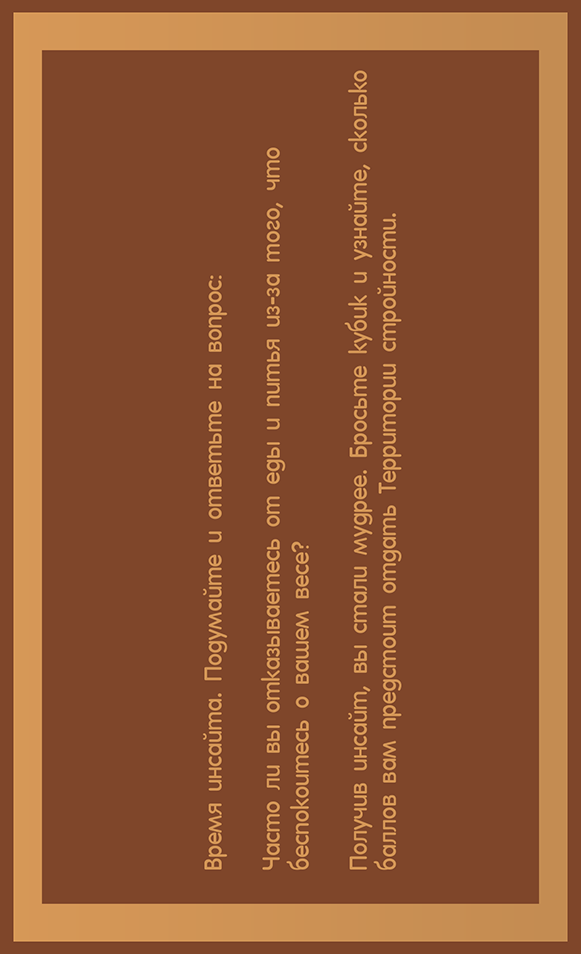 Время инсайта. Подумайте и ответьте на вопрос:
Часто ли вы отказываетесь от еды и питья из-за того, что
беспокоитесь о вашем весе?
Получив инсайт, вы стали мудрее. Бросьте кубик и узнайте, сколько
баллов вам предстоит отдать Территории стройности.